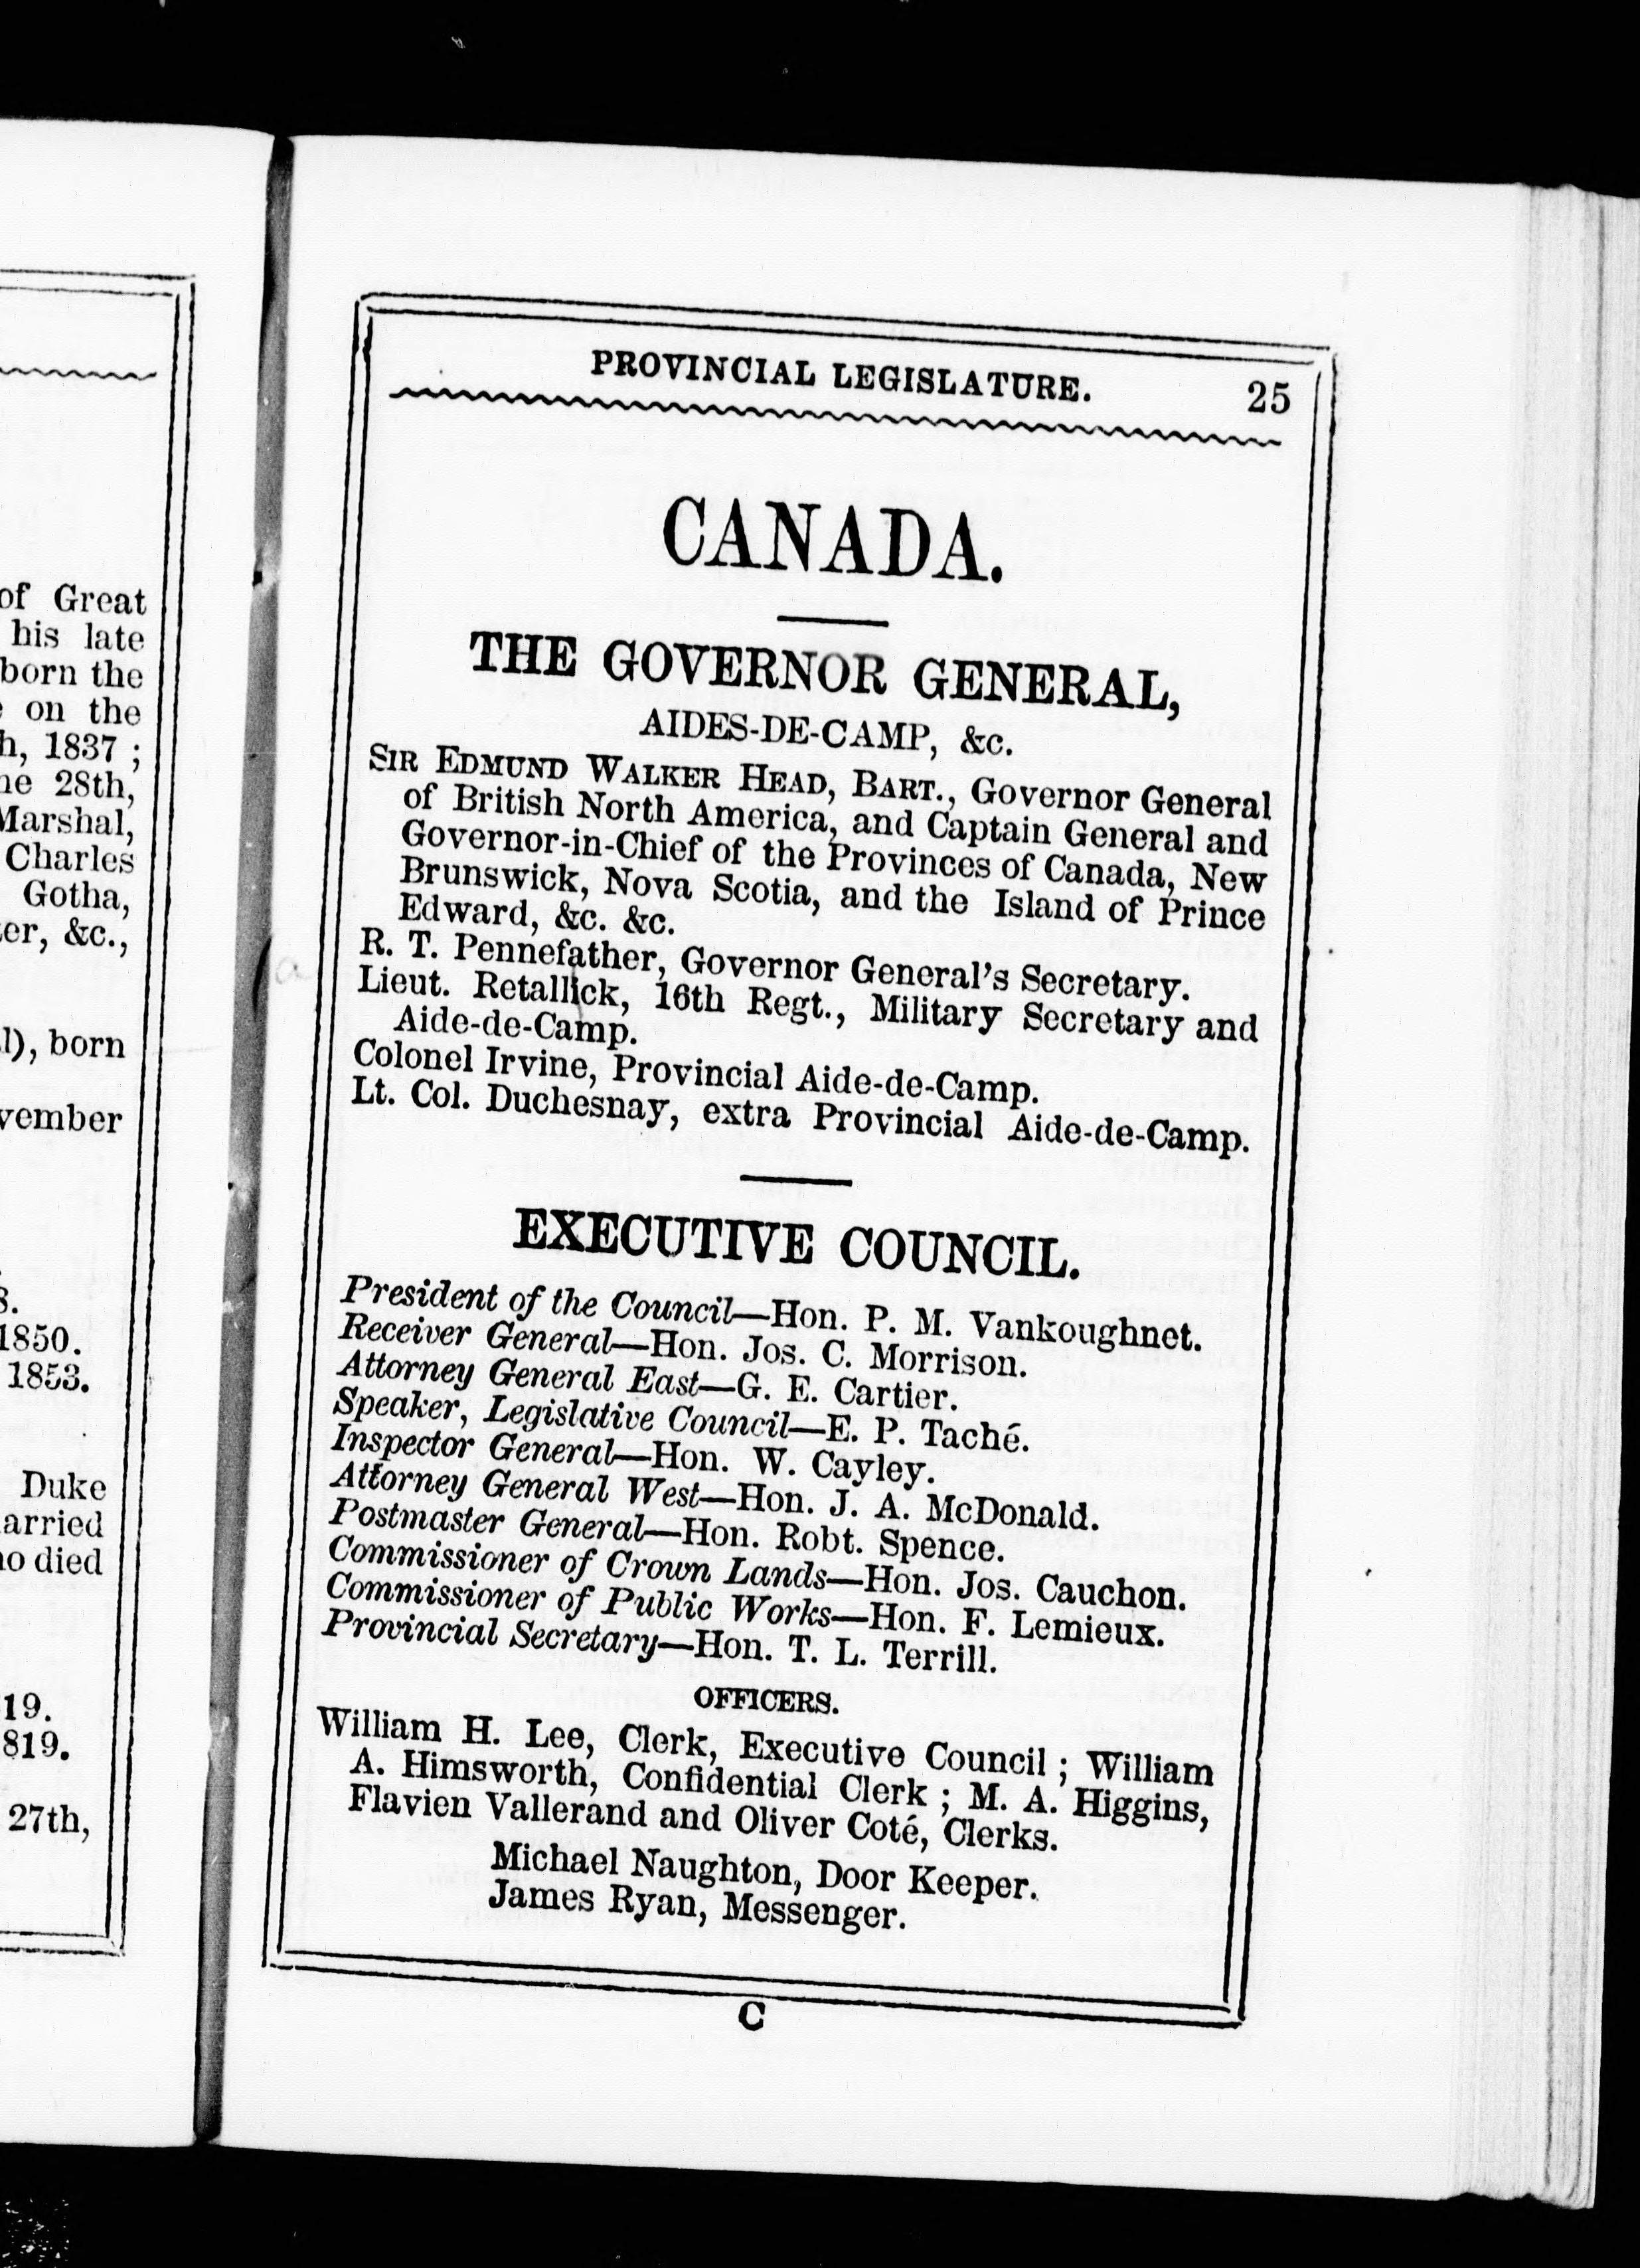 of Great
his late
born the
on the
h, 1837 ;
28th,
Marshal,
Charles
Gotha,
er, &c.,
l), born
vember
1850.
1853.
Duke
arried
died
19.
819.
27th,
PROVINCIAL LEGISLATURE. 25
CANADA.
THE GOVERNOR GENERAL,
AIDES-DE-CAMP, &c.
SIR EDMUND WALKER HEAD, BART., Governor General
of British North America, and Captain General and
Governor-in-Chief of the Provinces of Canada, New
Brunswick, Nova Scotia, and the Island of Prince
Edward, &c. &c.
R. T. Pennefather, Governor General's Secretary.
Lieut. Retallick, 16th Regt., Military Secretary and
Aide-de-Camp.
Colonel Irvine, Provincial Aide-de-Camp.
Lt. Col. Duchesnay, extra Provincial Aide-de-Camp.
EXECUTIVE COUNCIL.
President of the Council—Hon. P. M. Vankoughnet.
Receiver General—Hon. Jos. C. Morrison.
Attorney General East—G. E. Cartier.
Speaker, Legislative Council—E. P. Taché.
Inspector General—Hon. W. Cayley.
Attorney General West—Hon. J. A. McDonald.
Postmaster General—Hon. Robt. Spence.
Commissioner of Crown Lands—Hon. Jos. Cauchon.
Commissioner of Public Works—Hon. F. Lemieux.
Provincial Secretary—Hon. T. L. Terrill.
OFFICERS.
William H. Lee, Clerk, Executive Council ; William
A. Himsworth, Confidential Clerk ; M. A. Higgins,
Flavien Vallerand and Oliver Coté, Clerks.
Michael Naughton, Door Keeper.
James Ryan, Messenger.
C